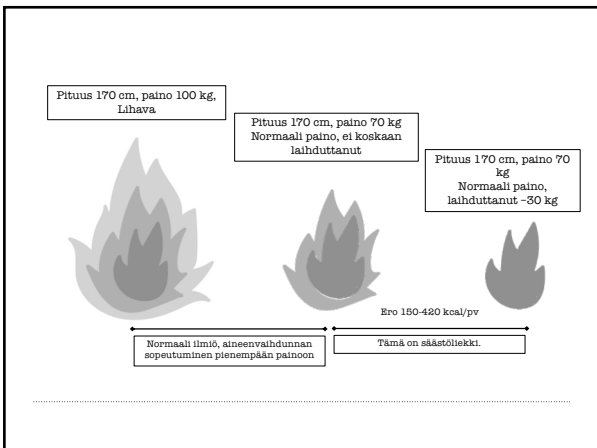 Pituus 170 cm, paino 100 kg,
Lihava
Pituus 170 cm, paino 70 kg
Normaali paino, ei koskaan
laihduttanut
Pituus 170 cm, paino 70
kg
Normaali paino,
laihduttanut -30 kg
Ero 150-420 kcal/pv
Normaali ilmiö, aineenvaihdunnan
sopeutuminen pienempään painoon
Tämä on säästöliekki.